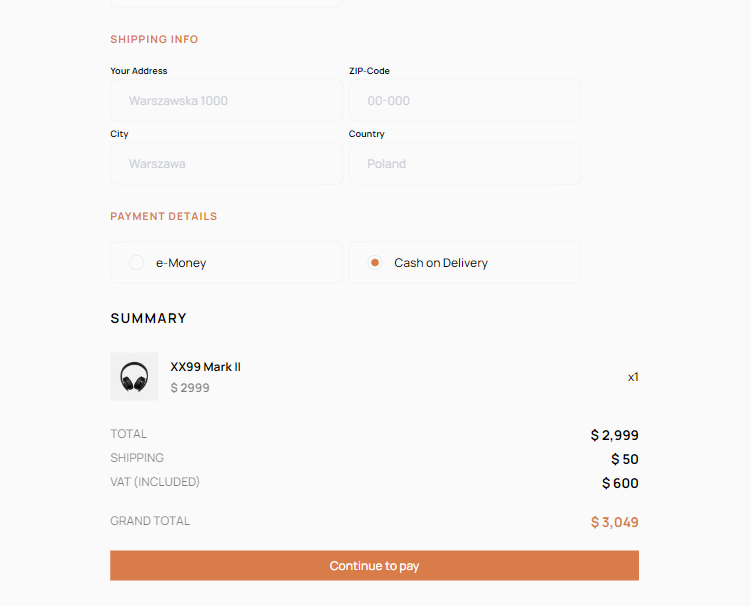 SHIPPING INFO
Your Address ZIP-Code
Warszawska 1000 00-000
City Country
Warszawa Poland
PAYMENT DETAILS
e-Money Cash on Delivery
SUMMARY
XX99 Mark II
$ 2999
x1
TOTAL $ 2,999
SHIPPING $ 50
VAT (INCLUDED) $ 600
GRAND TOTAL $ 3,049
Continue to pay